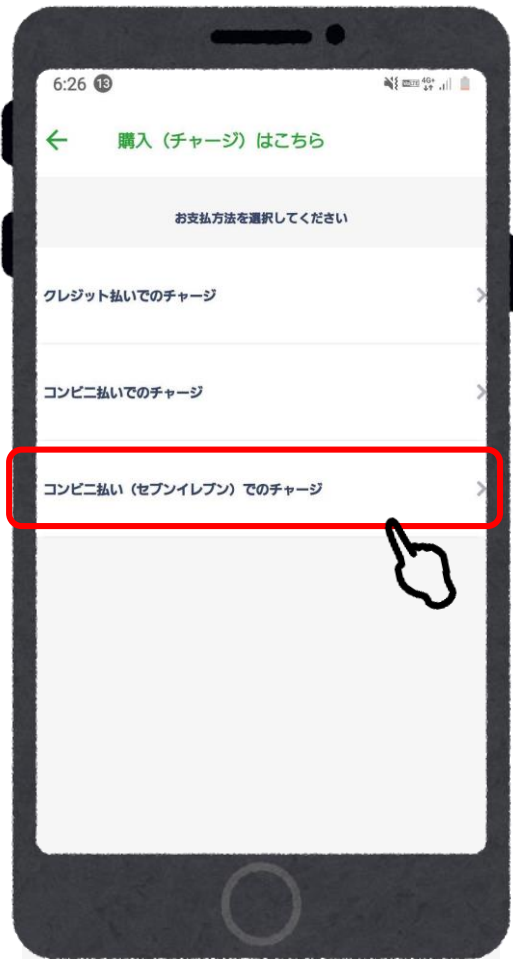 6:26 13 4G+
購入（チャージ）はこちら
お支払方法を選択してください
クレジット払いでのチャージ
コンビニ払いでのチャージ
コンビニ払い（セブンイレブン）でのチャージ